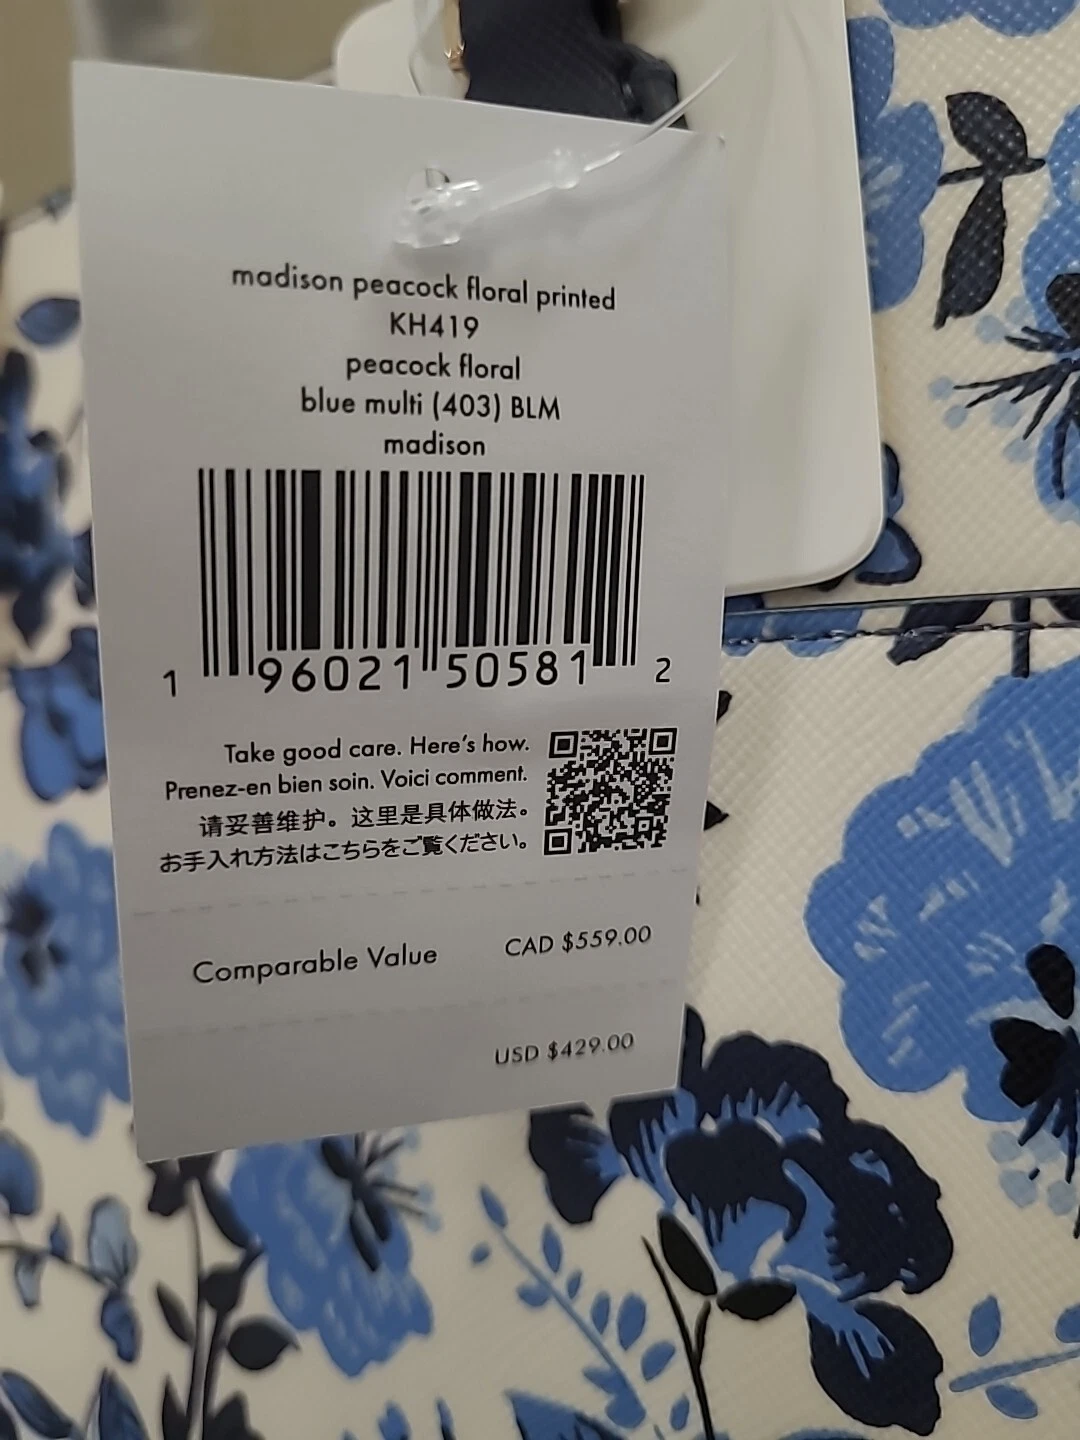 madison peacock floral printed
KH419
peacock floral
blue multi (403) BLM
madison
1 96021 50581 2
Take good care. Here's how.
Prenez-en bien soin. Voici comment.
请妥善维护。这里是具体做法。
お手入れ方法はこちらをご覧ください。
Comparable Value CAD $559.00
USD $429.00